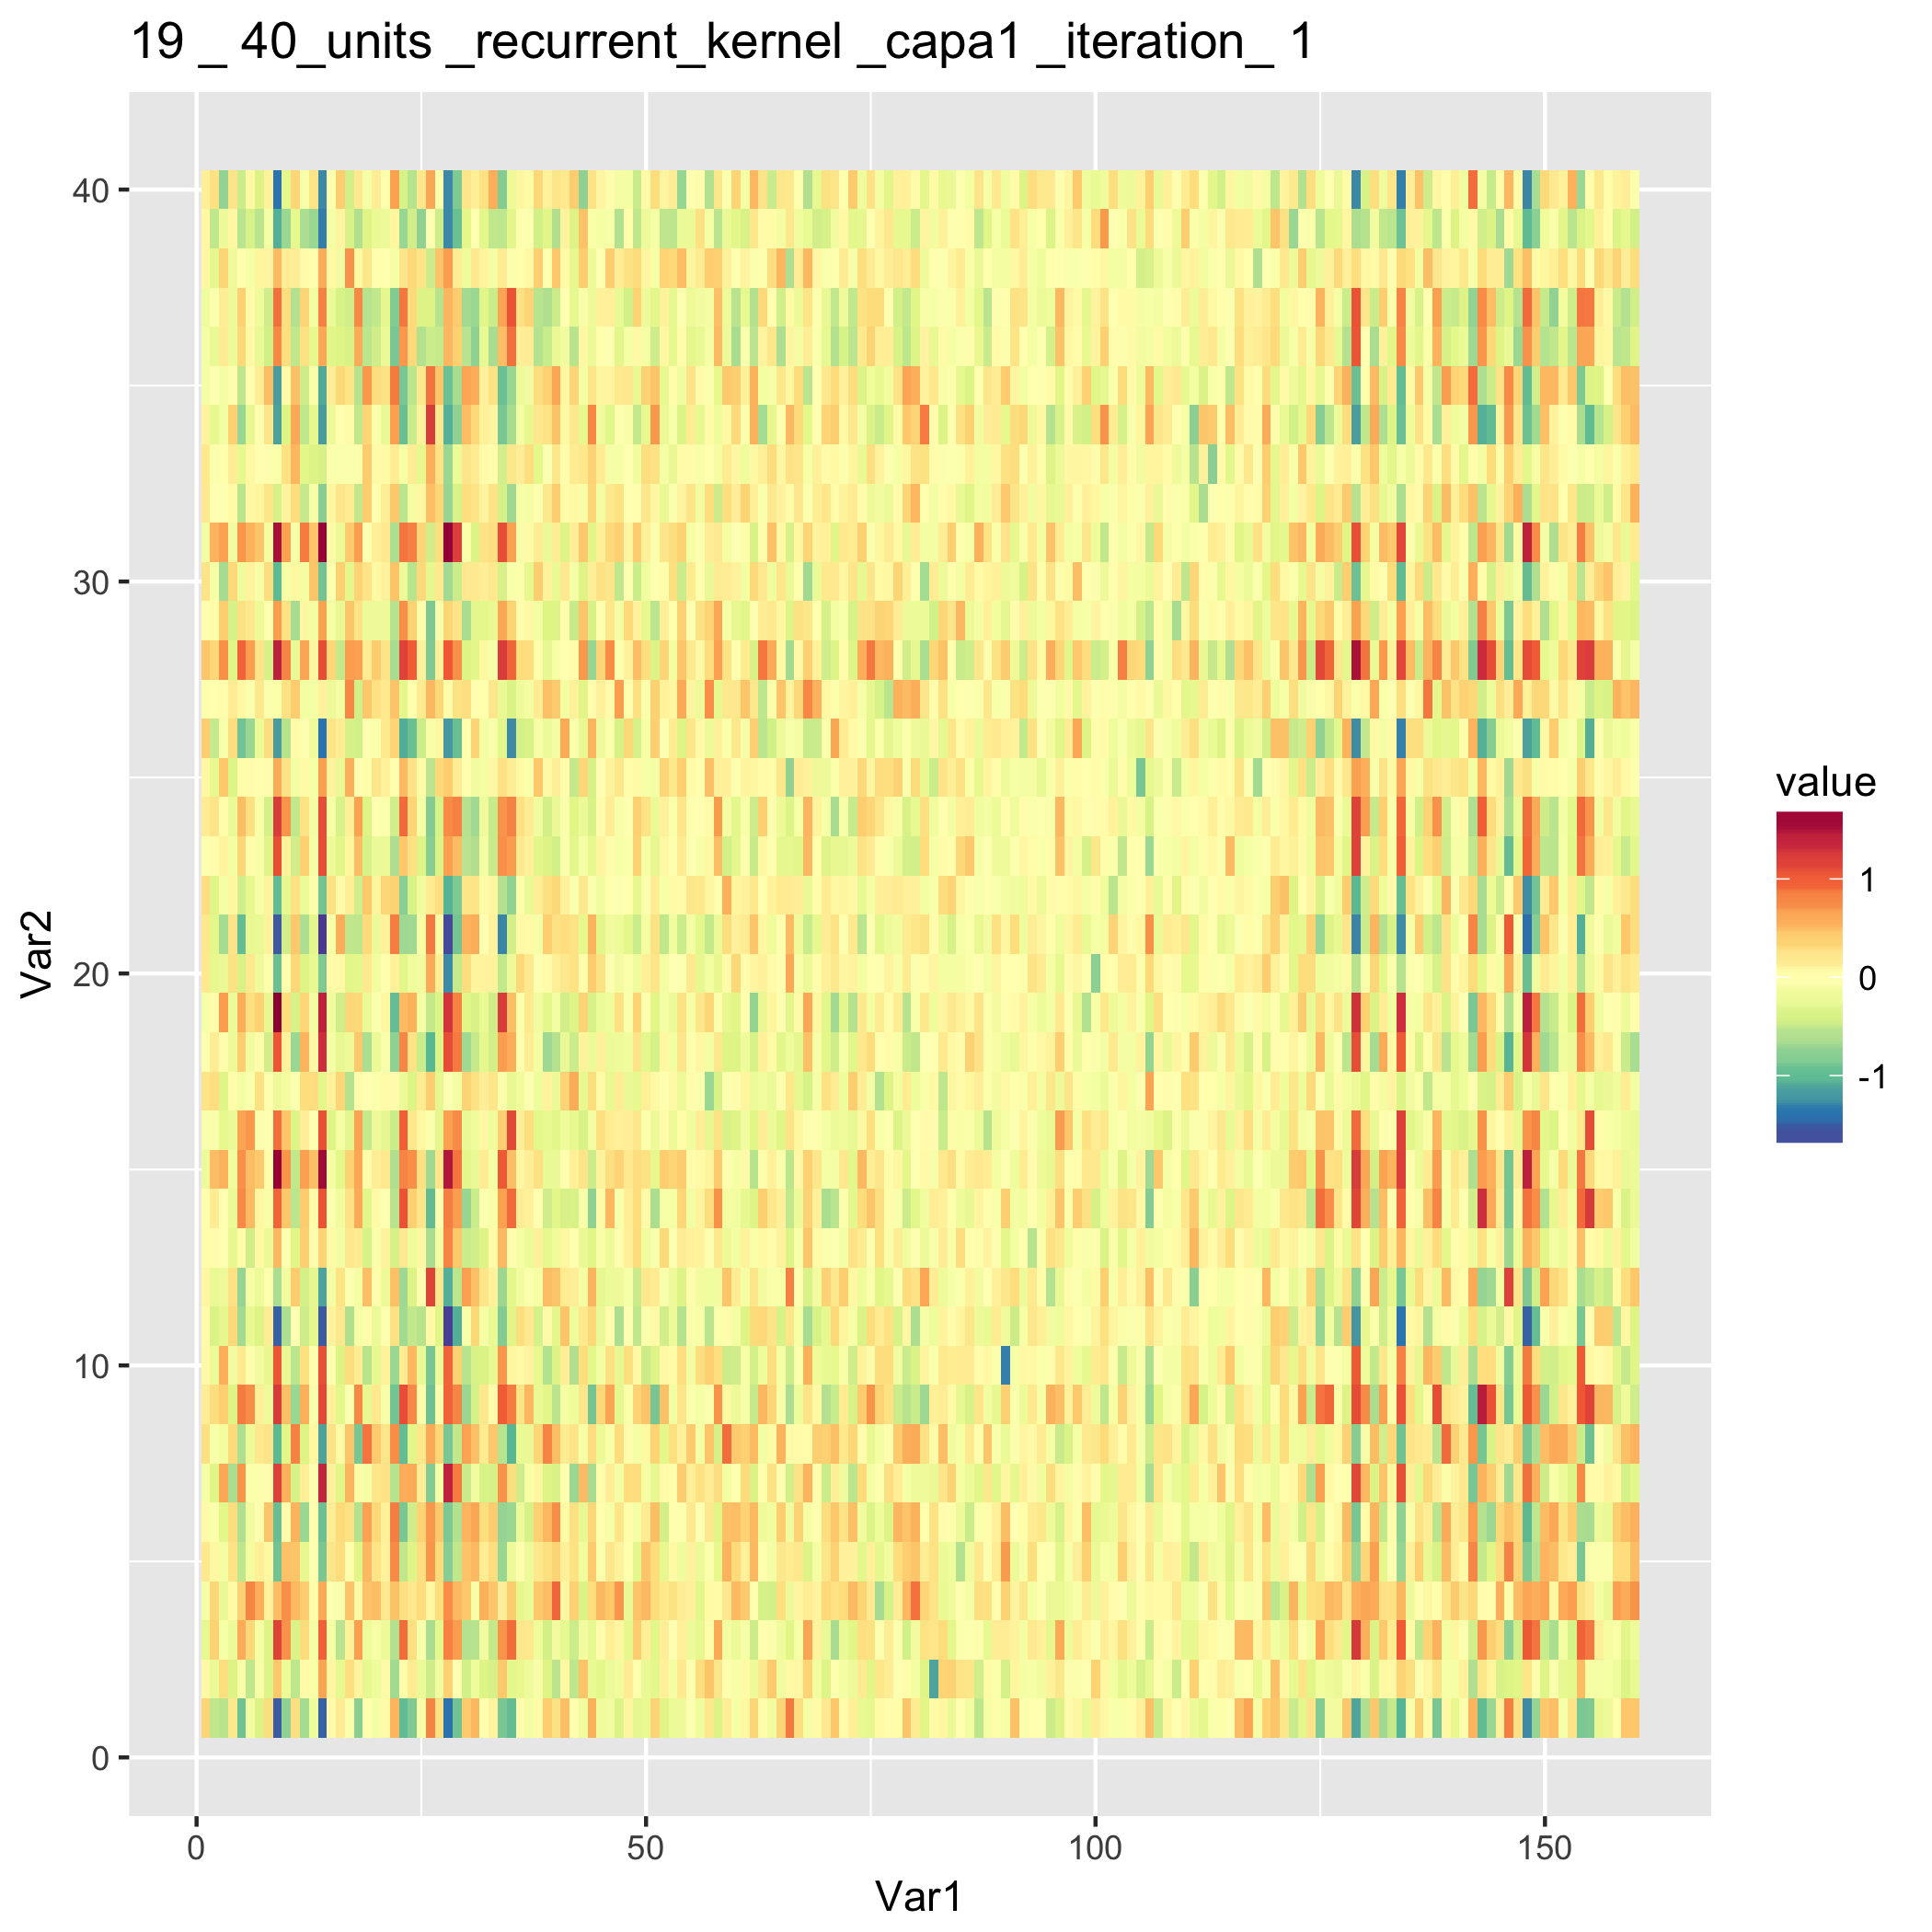 19 _ 40_units _recurrent_kernel _capa1 _iteration_ 1
40
30
20
10
0
Var2
0 50 100 150
Var1
value
1
0
-1